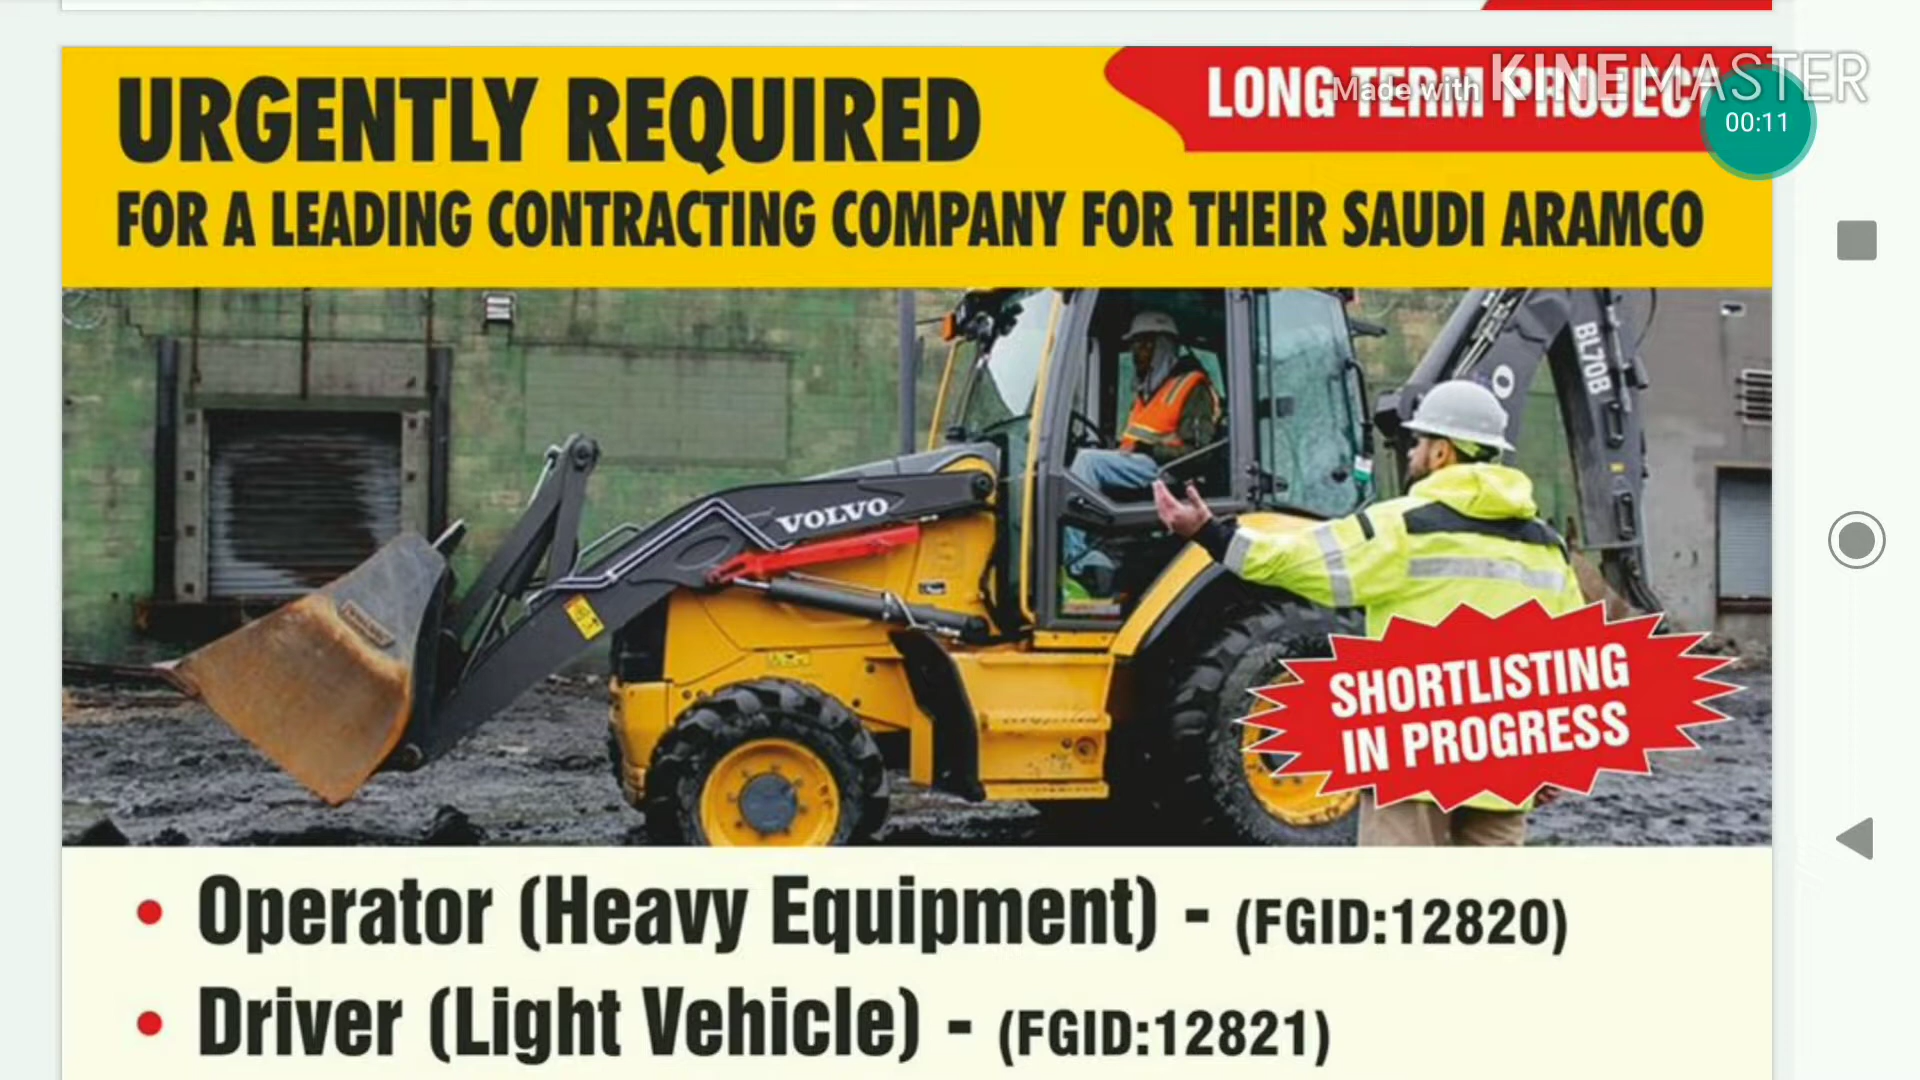 URGENTLY REQUIRED
LONG TERM PROJECT
Made with KINEMASTER
00:11
FOR A LEADING CONTRACTING COMPANY FOR THEIR SAUDI ARAMCO
BL70B
VOLVO
SHORTLISTING
IN PROGRESS
• Operator (Heavy Equipment) - (FGID:12820)
• Driver (Light Vehicle) - (FGID:12821)